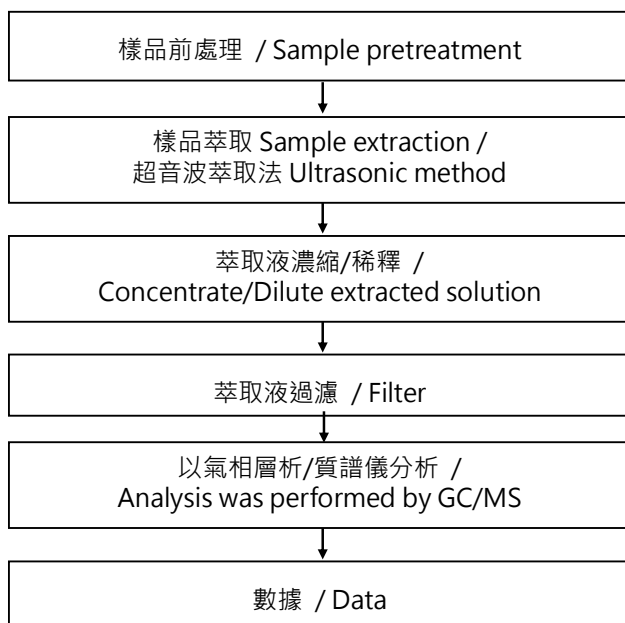 樣品前處理 / Sample pretreatment
樣品萃取 Sample extraction /
超音波萃取法 Ultrasonic method
萃取液濃縮/稀釋 /
Concentrate/Dilute extracted solution
萃取液過濾 / Filter
以氣相層析/質譜儀分析 /
Analysis was performed by GC/MS
數據 / Data